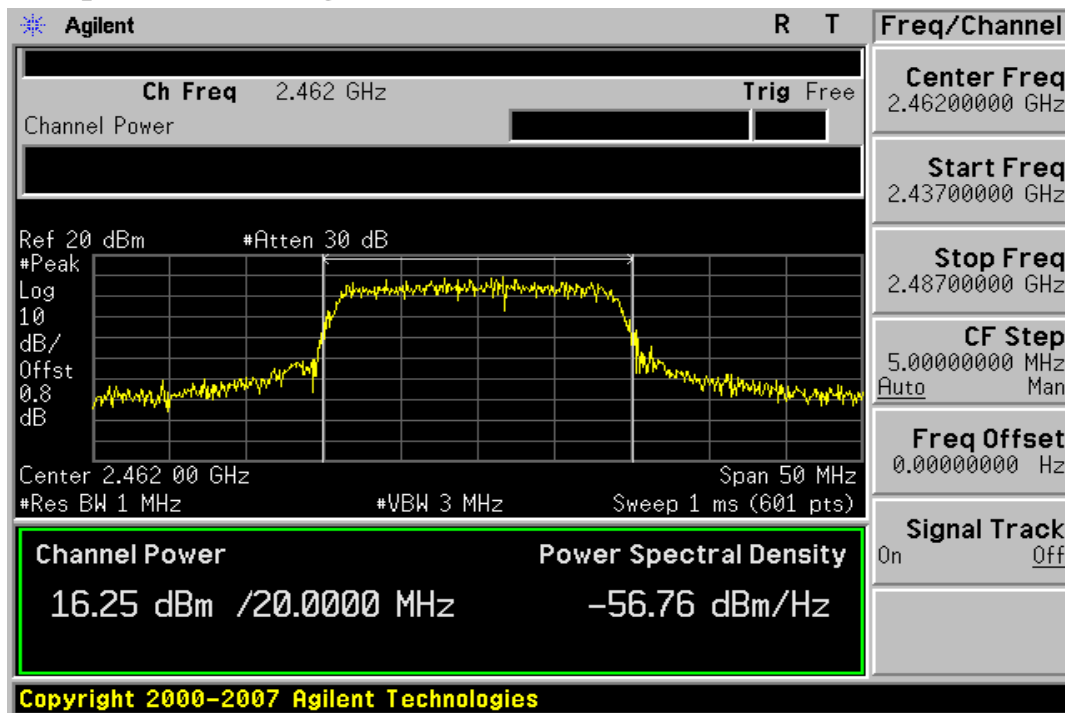 Agilent R T
Ch Freq 2.462 GHz Trig Free
Channel Power
Ref 20 dBm #Atten 30 dB
#Peak
Log
10
dB/
Offst
0.8
dB
Center 2.462 00 GHz Span 50 MHz
#Res BW 1 MHz #VBW 3 MHz Sweep 1 ms (601 pts)
Channel Power Power Spectral Density
16.25 dBm /20.0000 MHz -56.76 dBm/Hz
Copyright 2000-2007 Agilent Technologies
Freq/Channel
Center Freq
2.46200000 GHz
Start Freq
2.43700000 GHz
Stop Freq
2.48700000 GHz
CF Step
5.00000000 MHz
Auto Man
Freq Offset
0.00000000 Hz
Signal Track
On Off